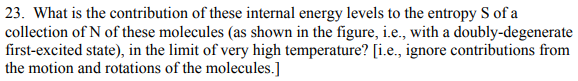 23. What is the contribution of these internal energy levels to the entropy S of a
collection of N of these molecules (as shown in the figure, i.e., with a doubly-degenerate
first-excited state), in the limit of very high temperature? [i.e., ignore contributions from
the motion and rotations of the molecules.]